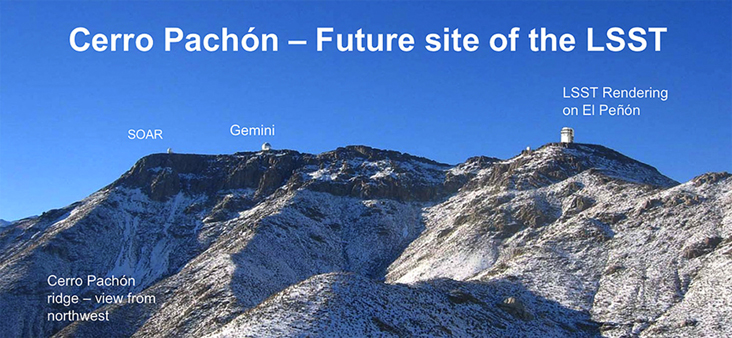 Cerro Pachón – Future site of the LSST
LSST Rendering
on El Peñón
SOAR
Gemini
Cerro Pachón
ridge – view from
northwest